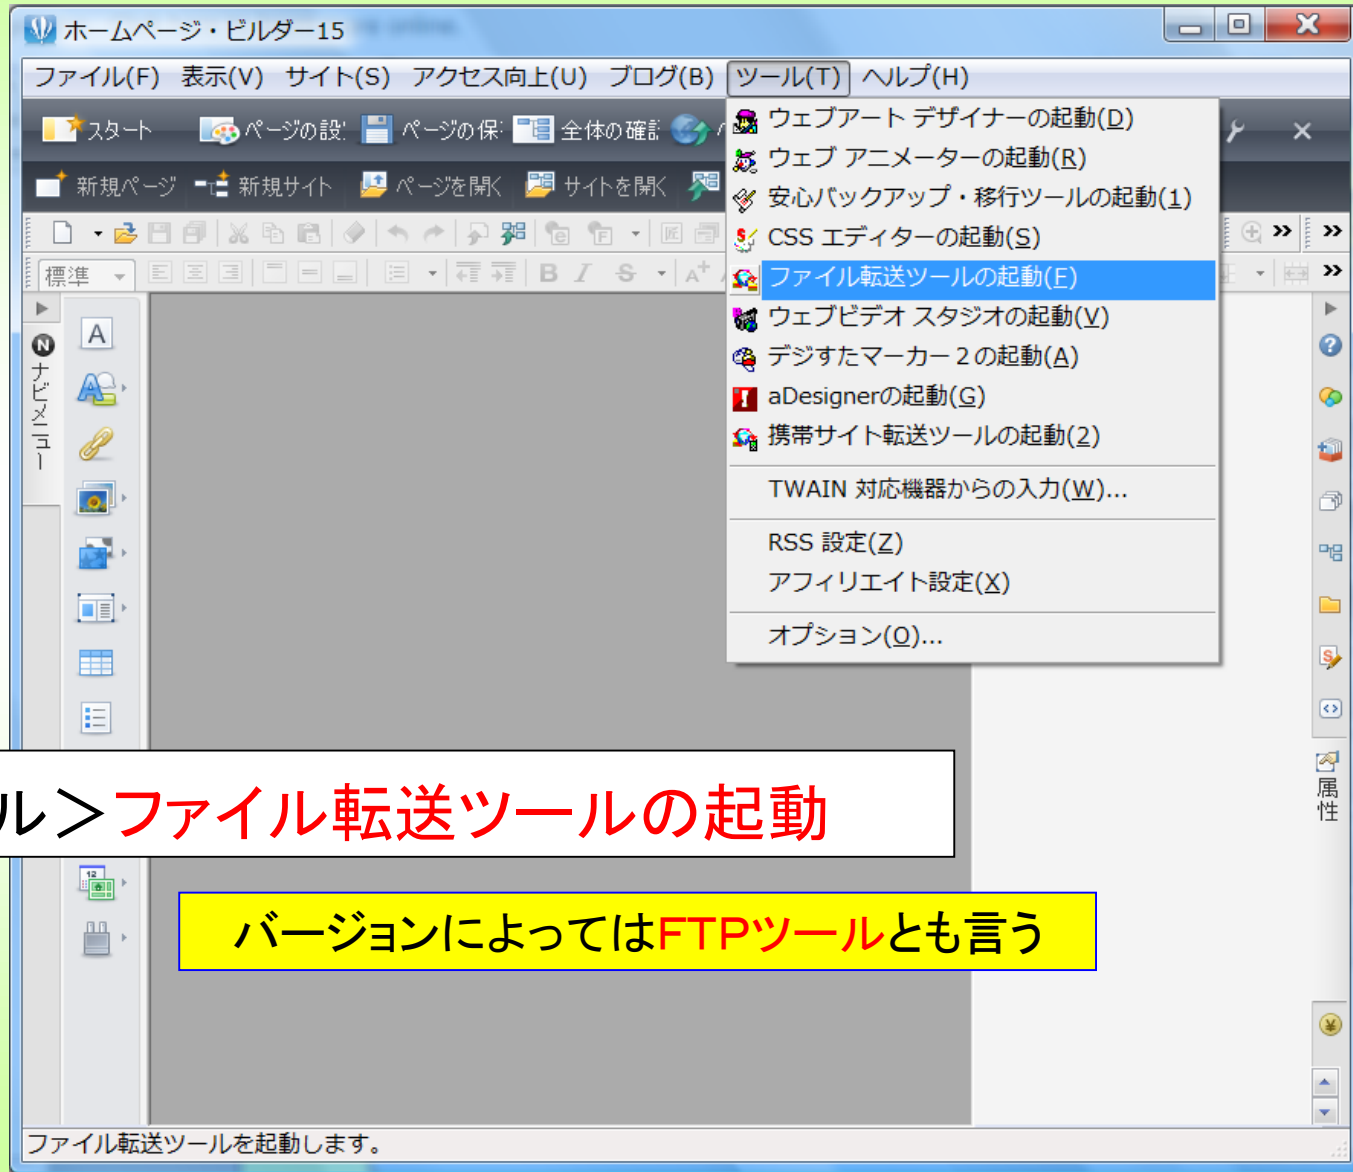 ホームページ・ビルダー15
ファイル(F) 表示(V) サイト(S) アクセス向上(U) ブログ(B) ツール(T) ヘルプ(H)
スタート ページの設 ページの保 全体の確認
新規ページ 新規サイト ページを開く サイトを開く
標準
ウェブアート デザイナーの起動(D)
ウェブ アニメーターの起動(R)
安心バックアップ・移行ツールの起動(1)
CSS エディターの起動(S)
ファイル転送ツールの起動(F)
ウェブビデオ スタジオの起動(V)
デジすたマーカー２の起動(A)
aDesignerの起動(G)
携帯サイト転送ツールの起動(2)
TWAIN 対応機器からの入力(W)...
RSS 設定(Z)
アフィリエイト設定(X)
オプション(O)...
ナビメニュー
属性
ル＞ファイル転送ツールの起動
バージョンによってはＦＴＰツールとも言う
ファイル転送ツールを起動します。